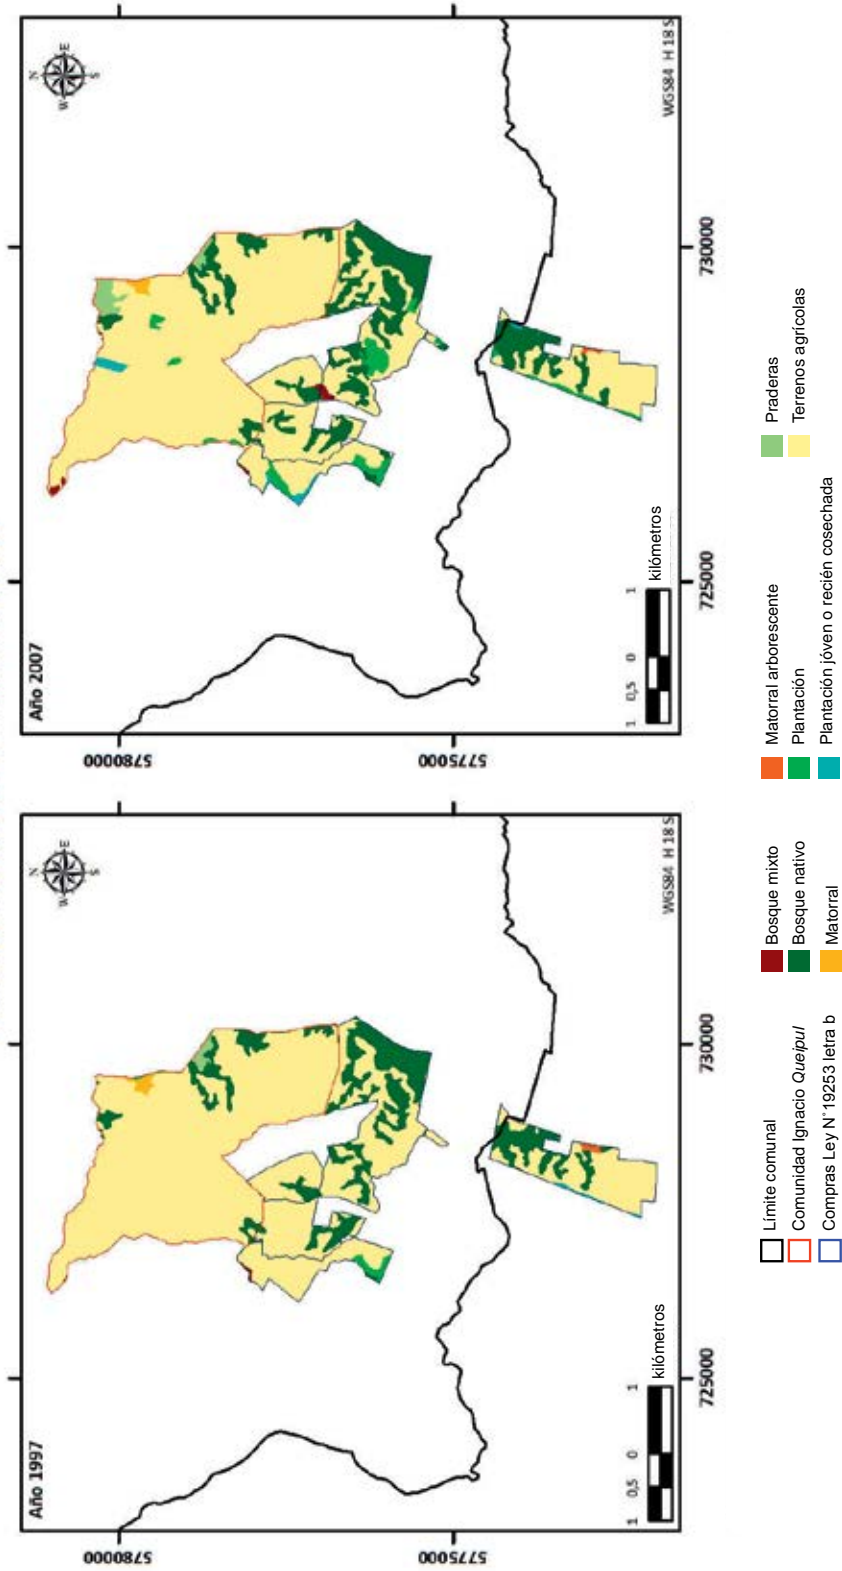 Año 1997
N
E
S
W
5780000
5775000
725000
730000
1 0,5 0 1
kilómetros
WGS84 H 18 S
Año 2007
N
E
S
W
5780000
5775000
725000
730000
1 0,5 0 1
kilómetros
WGS84 H 18 S
Límite comunal
Comunidad Ignacio Queipul
Compras Ley N°19253 letra b
Bosque mixto
Bosque nativo
Matorral
Matorral arborescente
Plantación
Plantación jóven o recién cosechada
Praderas
Terrenos agrícolas